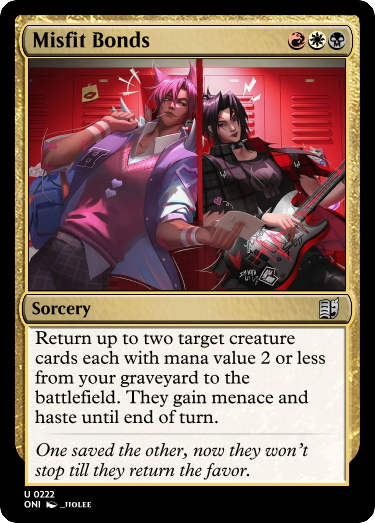 Misfit Bonds
Sorcery
Return up to two target creature
cards each with mana value 2 or less
from your graveyard to the
battlefield. They gain menace and
haste until end of turn.
One saved the other, now they won't
stop till they return the favor.
U 0222
ONI _JJOLEE